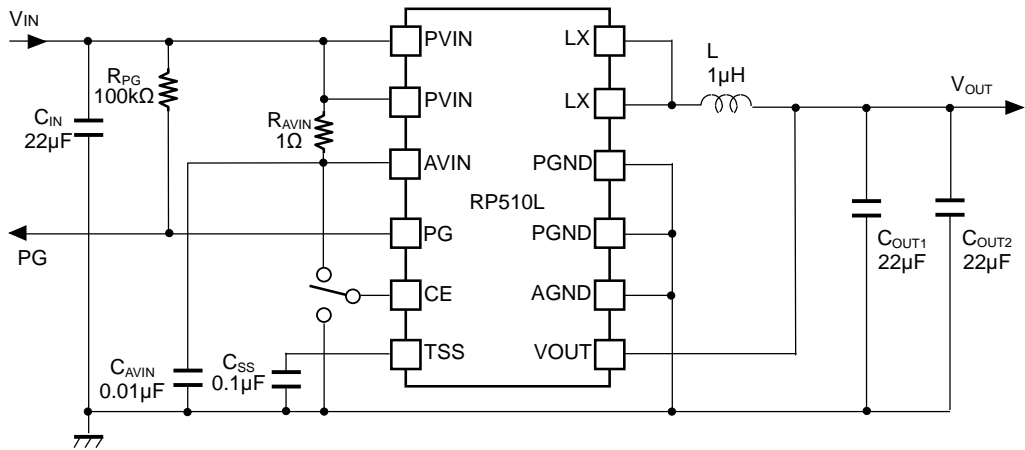 VIN
RPG
100kΩ
CIN
22µF
RAVIN
1Ω
PG
CAVIN
0.01µF
CSS
0.1µF
PVIN
PVIN
AVIN
PG
CE
TSS
RP510L
LX
LX
PGND
PGND
AGND
VOUT
L
1µH
VOUT
COUT1
22µF
COUT2
22µF